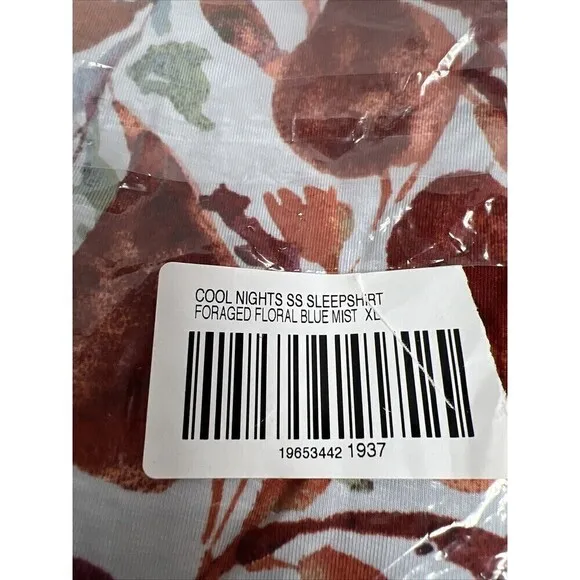 COOL NIGHTS SS SLEEPSHIRT
FORAGED FLORAL BLUE MIST XL
19653442 1937